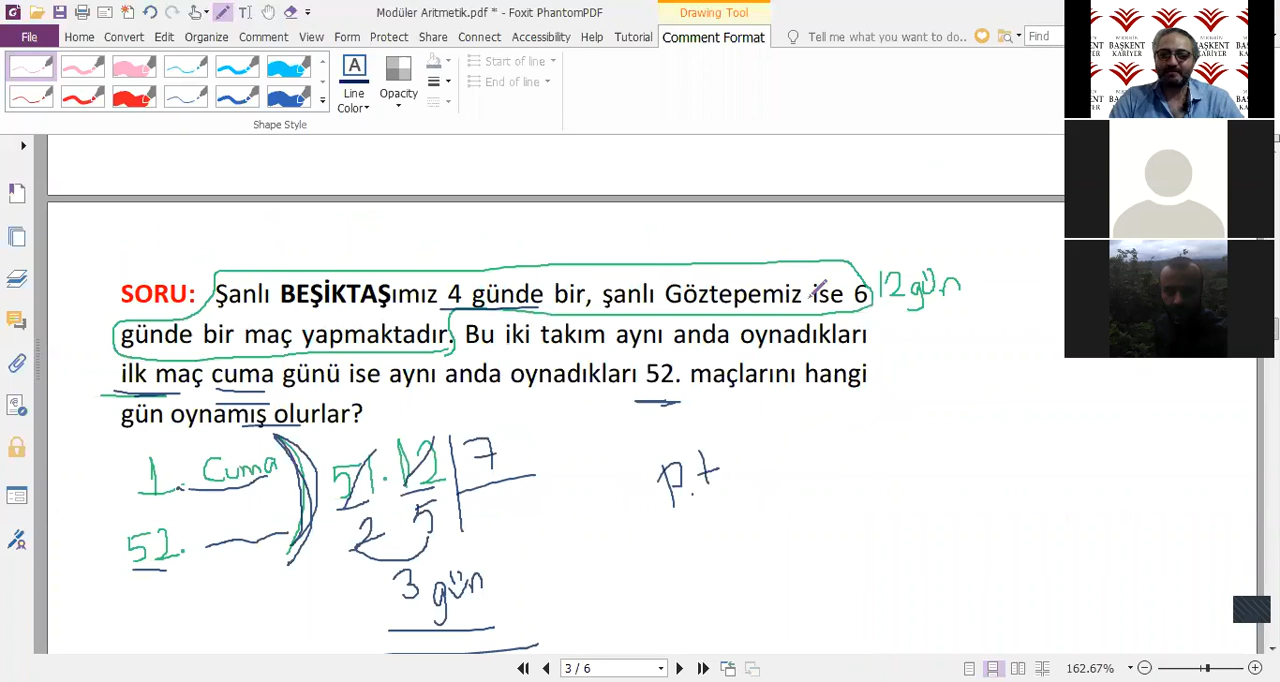 Modüler Aritmetik.pdf * - Foxit PhantomPDF
Drawing Tool
File Home Convert Edit Organize Comment View Form Protect Share Connect Accessibility Help Tutorial Comment Format Tell me what you want to do.. Find
Line Color
Opacity
Start of line
End of line
Shape Style
BAŞKENT KARİYER
SORU: Şanlı BEŞİKTAŞımız 4 günde bir, şanlı Göztepemiz ise 6 12 gün
günde bir maç yapmaktadır. Bu iki takım aynı anda oynadıkları
ilk maç cuma günü ise aynı anda oynadıkları 52. maçlarını hangi
gün oynamış olurlar?
1. Cuma 51.12 7
p.t
2 5
52.
3 gün
3 / 6
162.67%